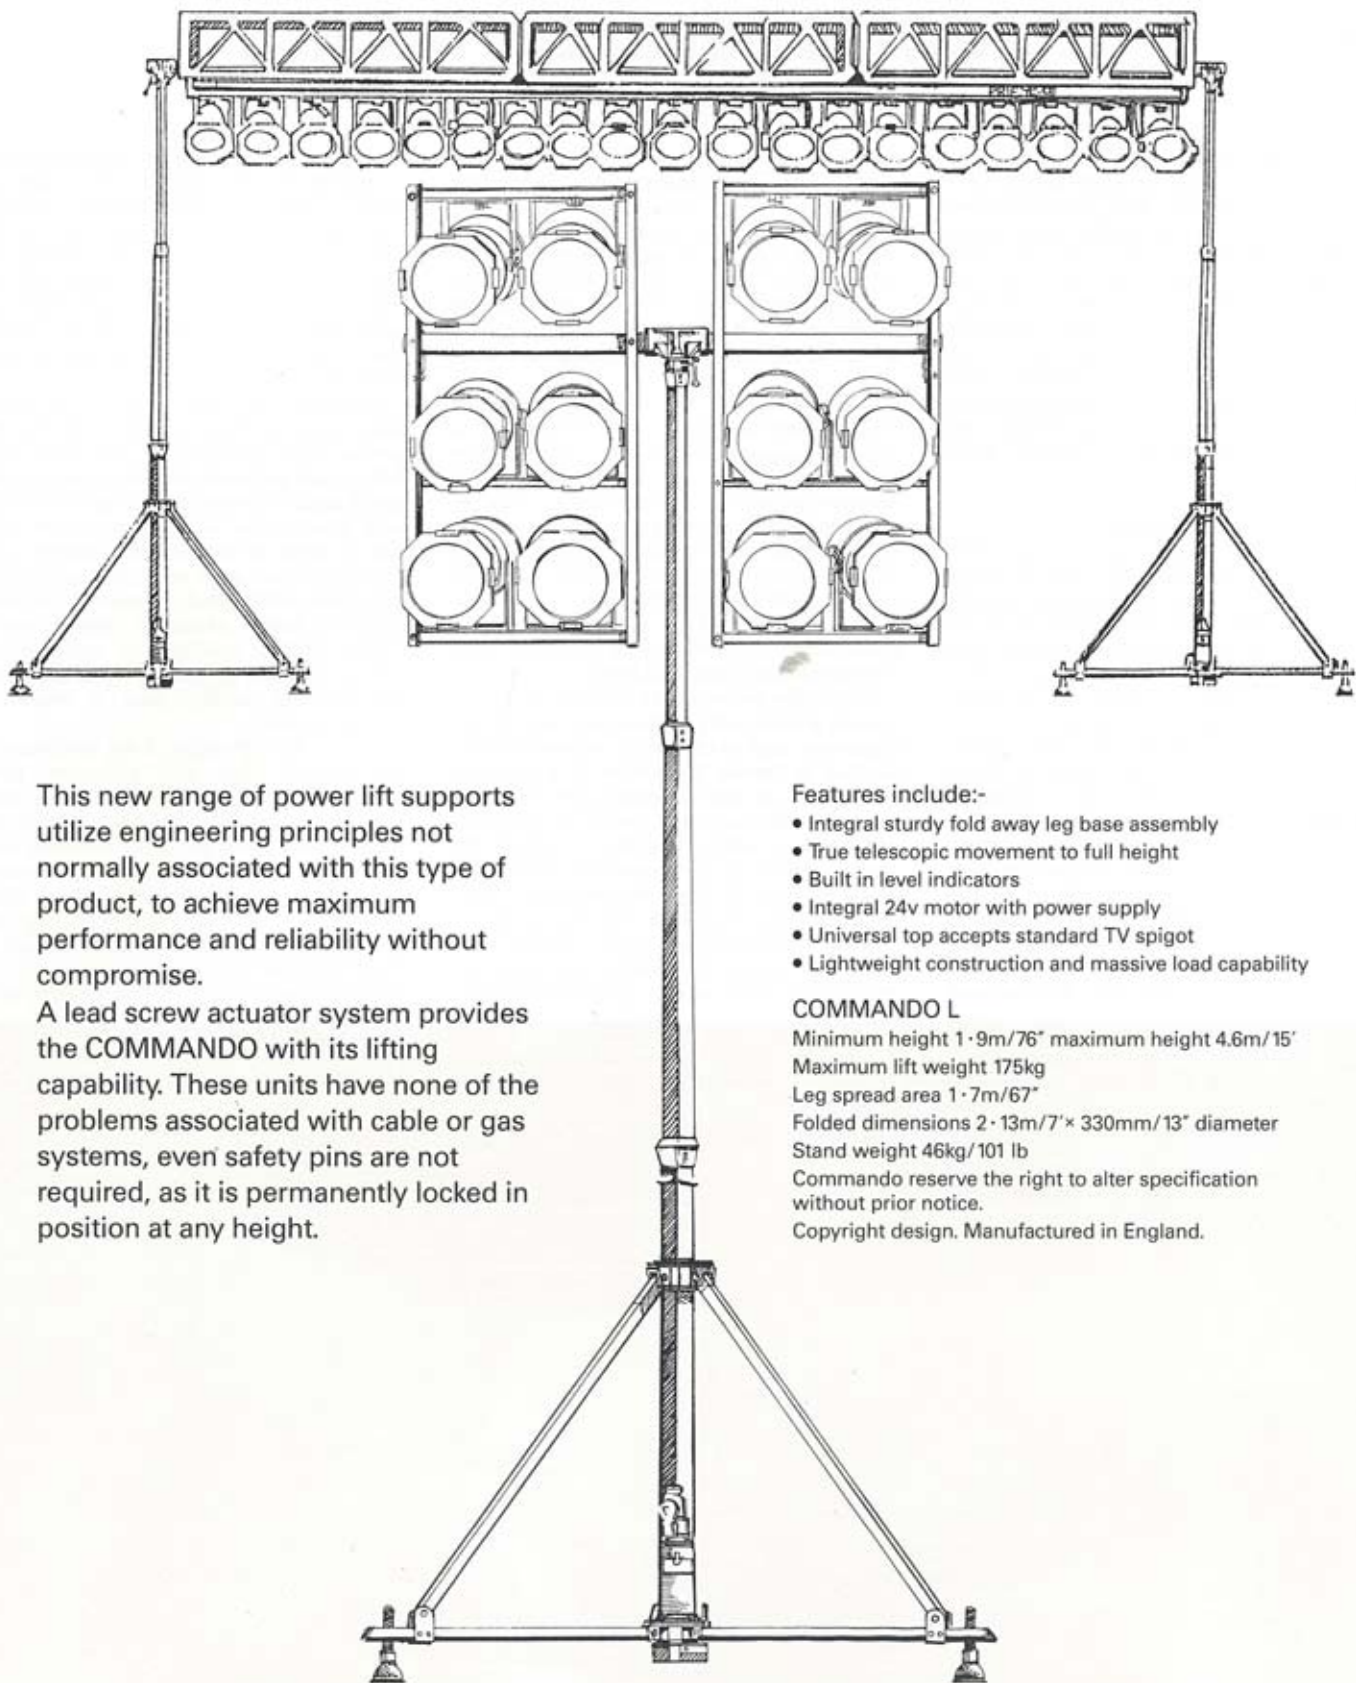 This new range of power lift supports
utilize engineering principles not
normally associated with this type of
product, to achieve maximum
performance and reliability without
compromise.
A lead screw actuator system provides
the COMMANDO with its lifting
capability. These units have none of the
problems associated with cable or gas
systems, even safety pins are not
required, as it is permanently locked in
position at any height.
Features include:-
• Integral sturdy fold away leg base assembly
• True telescopic movement to full height
• Built in level indicators
• Integral 24v motor with power supply
• Universal top accepts standard TV spigot
• Lightweight construction and massive load capability
COMMANDO L
Minimum height 1·9m/76″ maximum height 4.6m/15′
Maximum lift weight 175kg
Leg spread area 1·7m/67″
Folded dimensions 2·13m/7′× 330mm/13″ diameter
Stand weight 46kg/101 lb
Commando reserve the right to alter specification
without prior notice.
Copyright design. Manufactured in England.